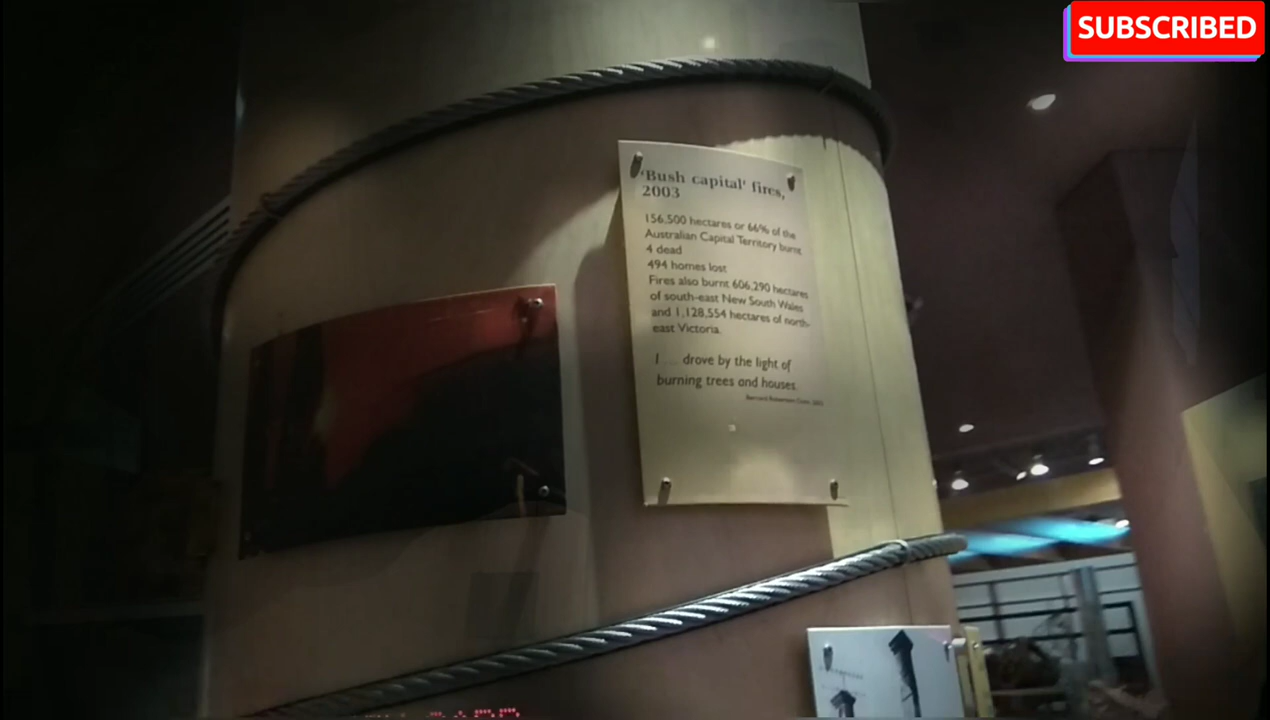 SUBSCRIBED
'Bush capital' fires,
2003
156,500 hectares or 66% of the
Australian Capital Territory burnt
4 dead
494 homes lost
Fires also burnt 606,290 hectares
of south-east New South Wales
and 1,128,554 hectares of north-
east Victoria.
I ... drove by the light of
burning trees and houses